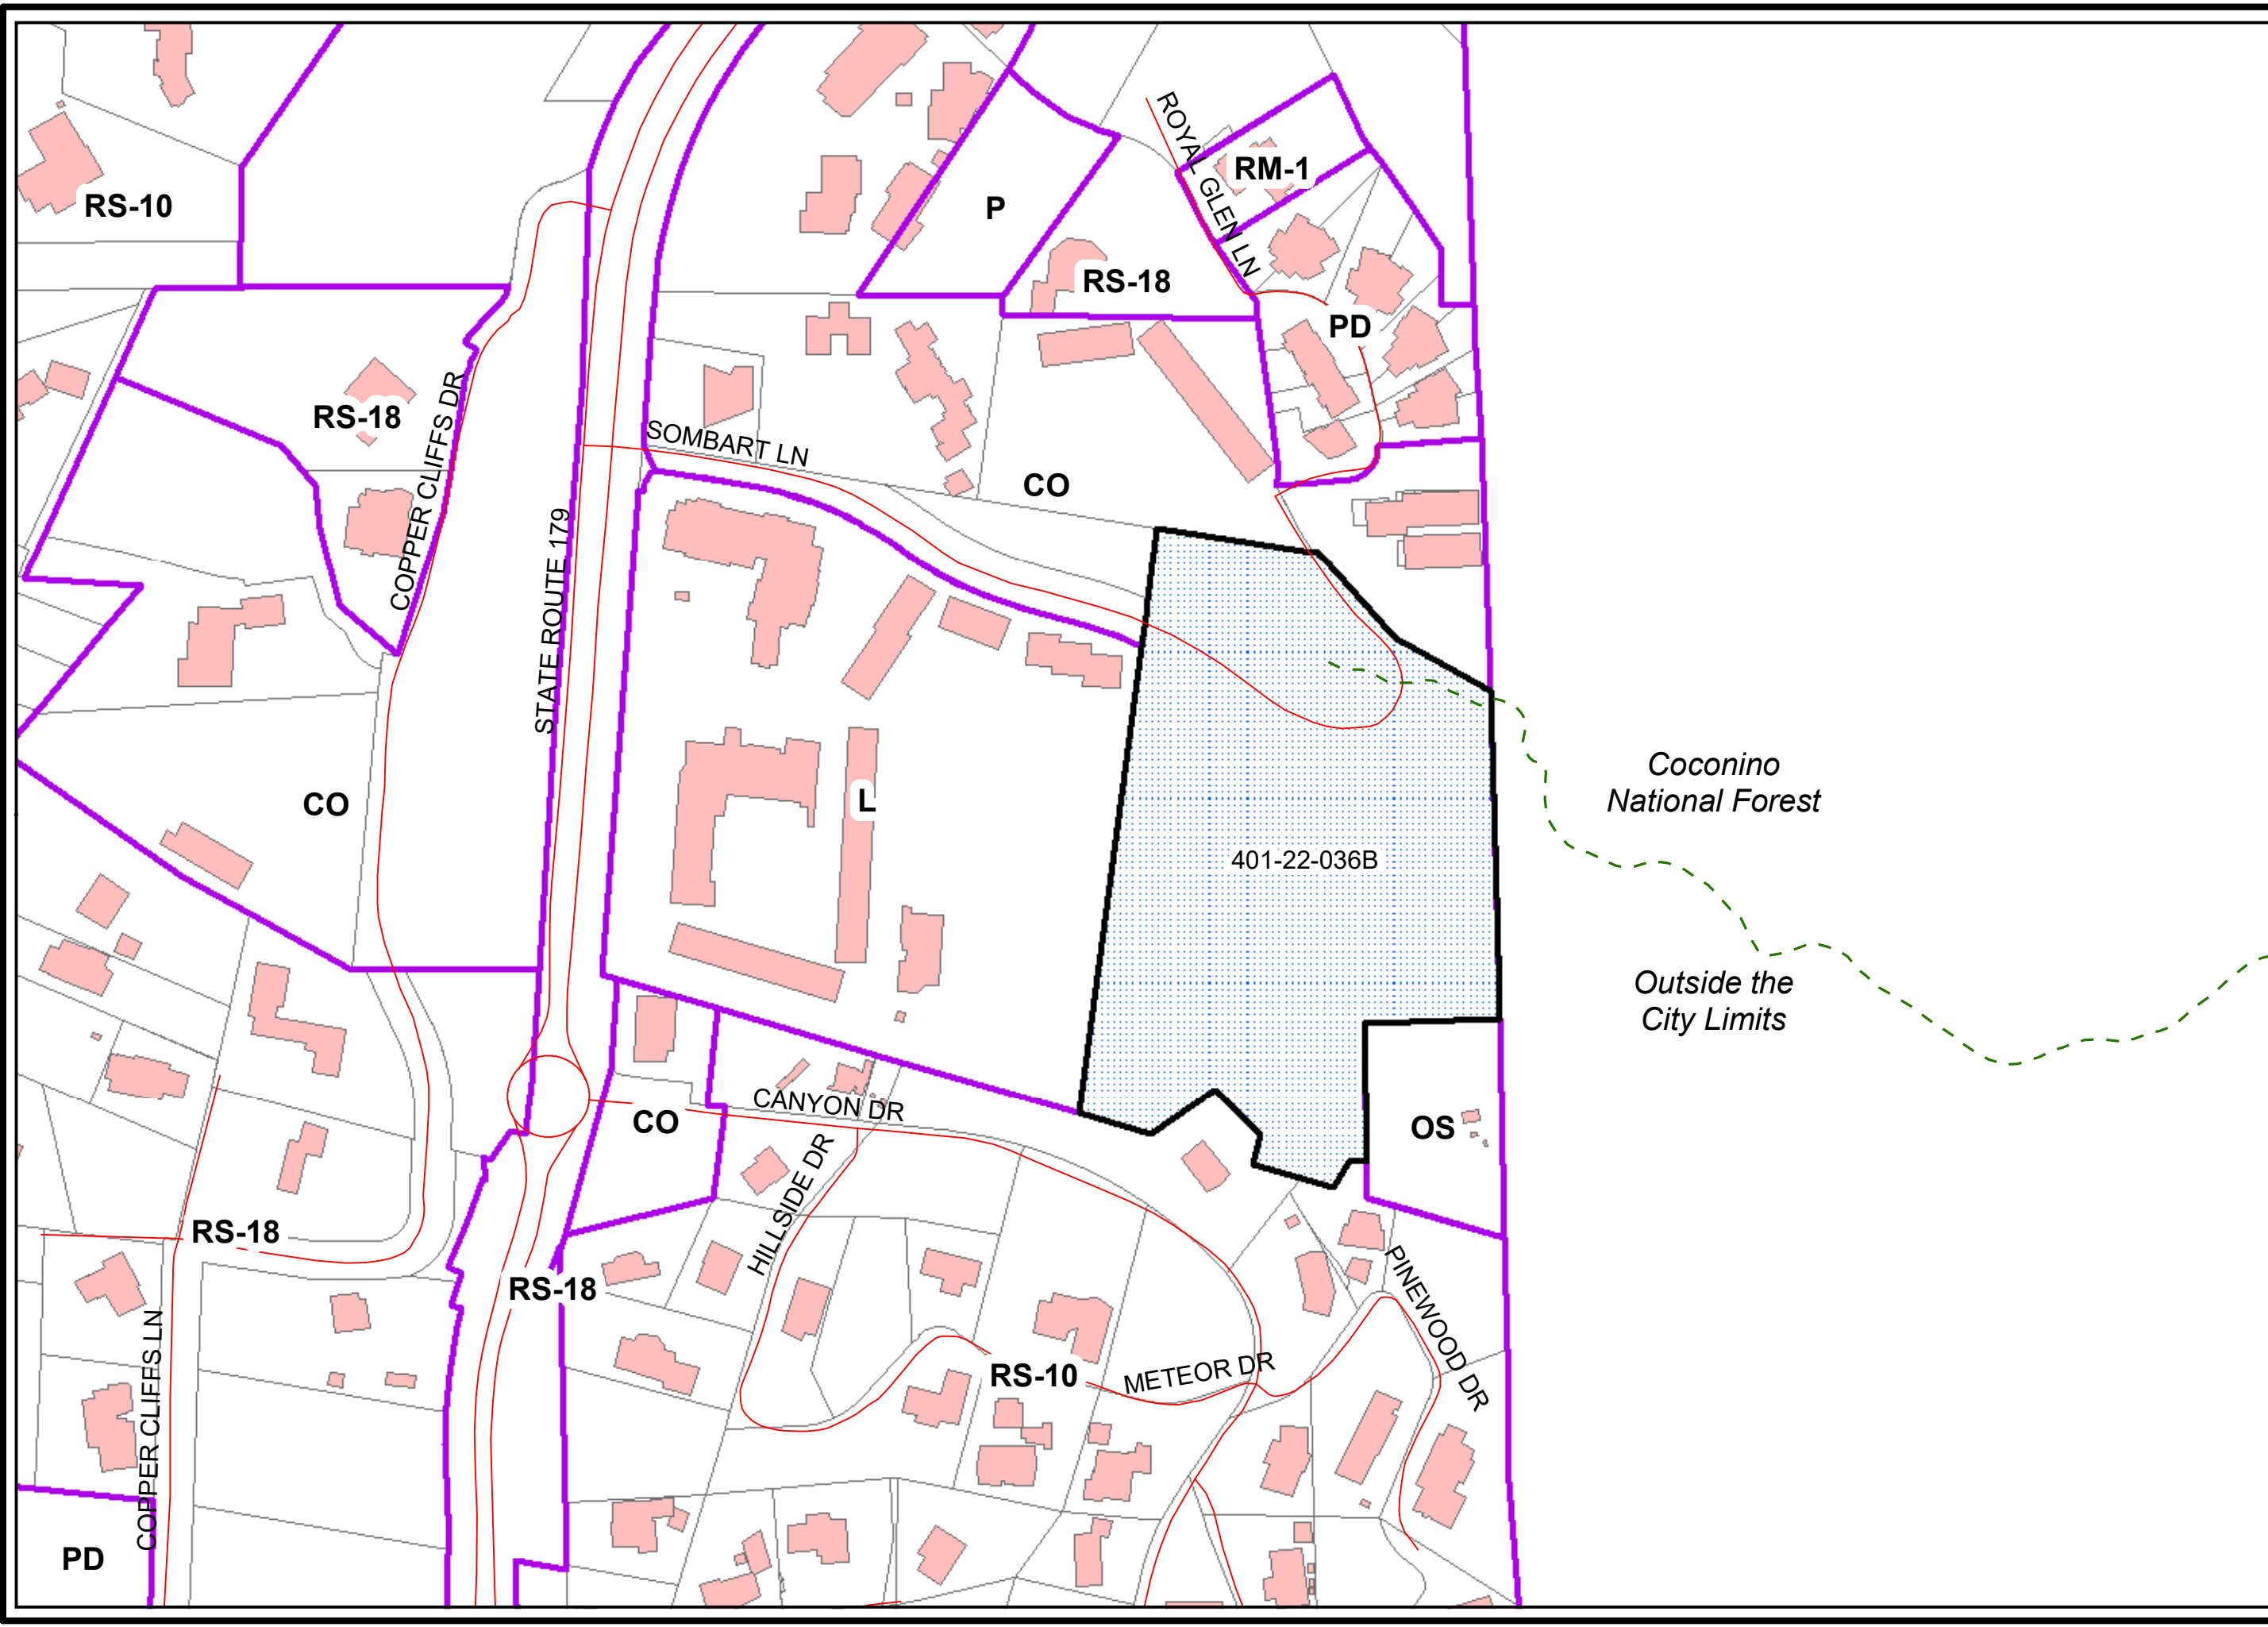 ROYAL GLEN LN
RM-1
RS-10
P
RS-18
PD
RS-18
COPPER CLIFFS DR
SOMBART LN
CO
STATE ROUTE 179
Coconino
National Forest
CO
L
401-22-036B
Outside the
City Limits
CANYON DR
CO
OS
HILLSIDE DR
RS-18
RS-18
PINEWOOD DR
RS-10
METEOR DR
COPPER CLIFFS LN
PD